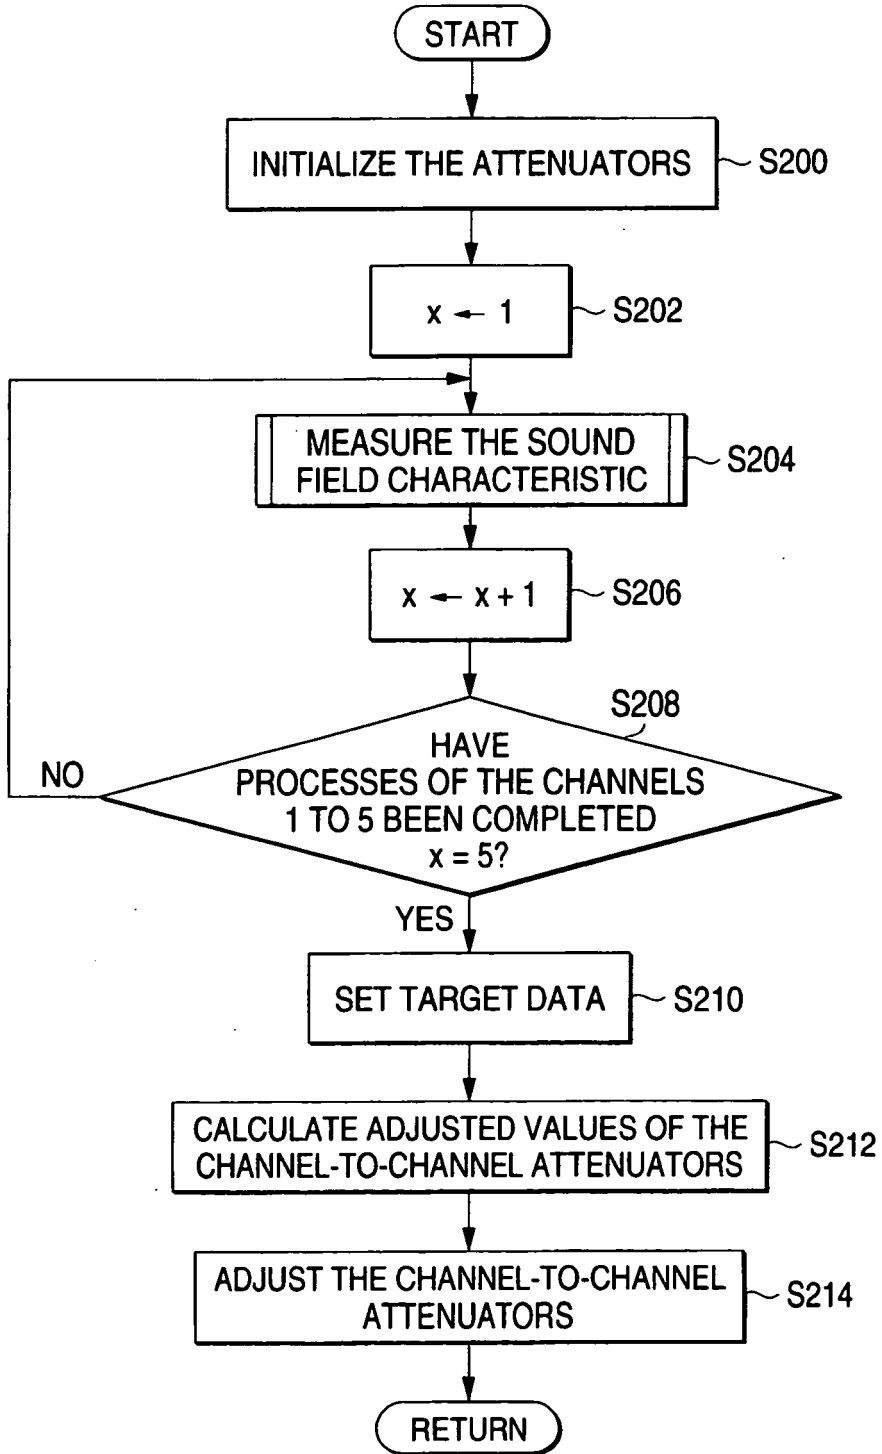 START
INITIALIZE THE ATTENUATORS
S200
x ← 1
S202
MEASURE THE SOUND
FIELD CHARACTERISTIC
S204
x ← x + 1
S206
S208
HAVE
PROCESSES OF THE CHANNELS
1 TO 5 BEEN COMPLETED
x = 5?
NO
YES
SET TARGET DATA
S210
CALCULATE ADJUSTED VALUES OF THE
CHANNEL-TO-CHANNEL ATTENUATORS
S212
ADJUST THE CHANNEL-TO-CHANNEL
ATTENUATORS
S214
RETURN